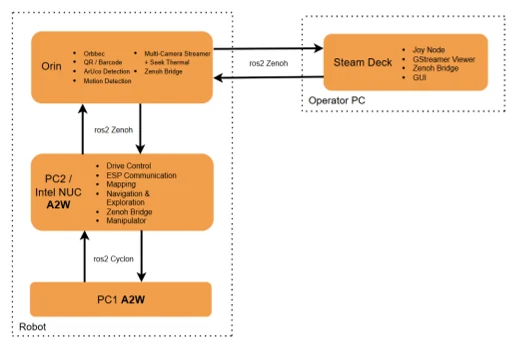 Orin
• Orbbec
• QR / Barcode
• ArUco Detection
• Motion Detection
• Multi-Camera Streamer
+ Seek Thermal
• Zenoh Bridge
ros2 Zenoh
Steam Deck
• Joy Node
• GStreamer Viewer
• Zenoh Bridge
• GUI
Operator PC
ros2 Zenoh
PC2 /
Intel NUC
A2W
• Drive Control
• ESP Communication
• Mapping
• Navigation &
Exploration
• Zenoh Bridge
• Manipulator
ros2 Cyclon
PC1 A2W
Robot